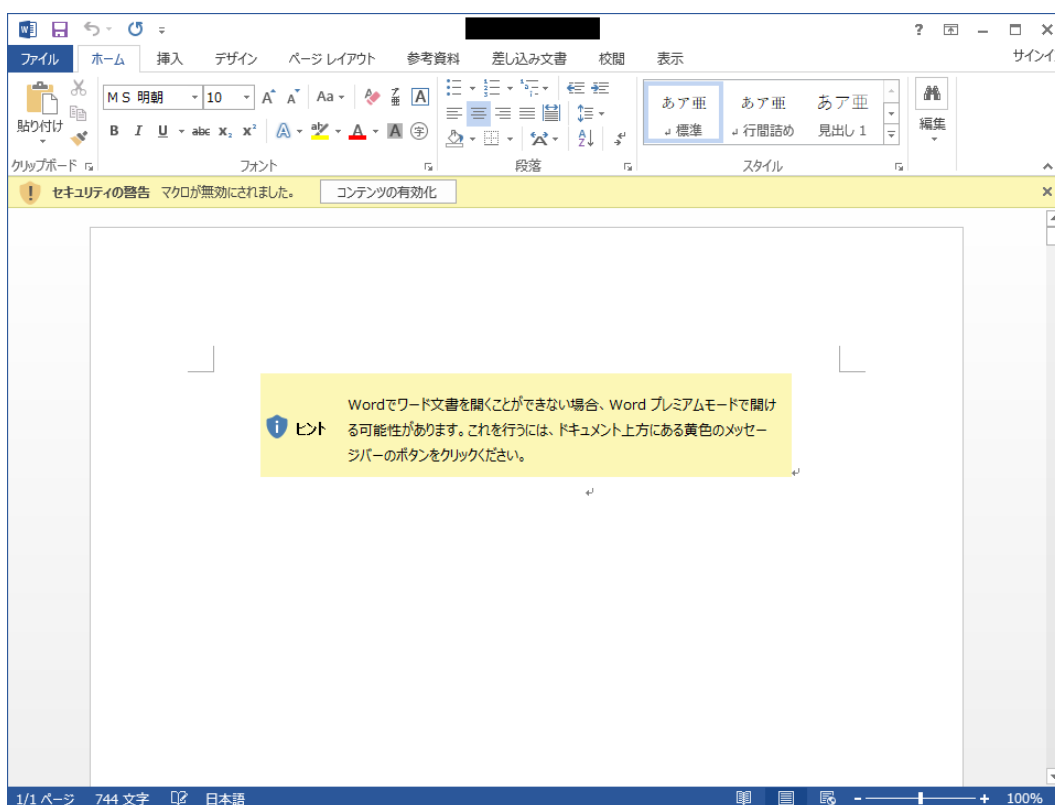 ?
ファイル ホーム 挿入 デザイン ページ レイアウト 参考資料 差し込み文書 校閲 表示 サインイ
MS 明朝 10 Aa
B I U abc X₂ X² A aly A A 字
貼り付け
あア亜 あア亜 あア亜
標準 行間詰め 見出し 1
編集
クリップボード フォント 段落 スタイル
セキュリティの警告 マクロが無効にされました。 コンテンツの有効化
Wordでワード文書を開くことができない場合、Word プレミアムモードで開け
ヒント る可能性があります。これを行うには、ドキュメント上方にある黄色のメッセー
ジバーのボタンをクリックください。
1/1 ページ 744 文字 日本語 100%